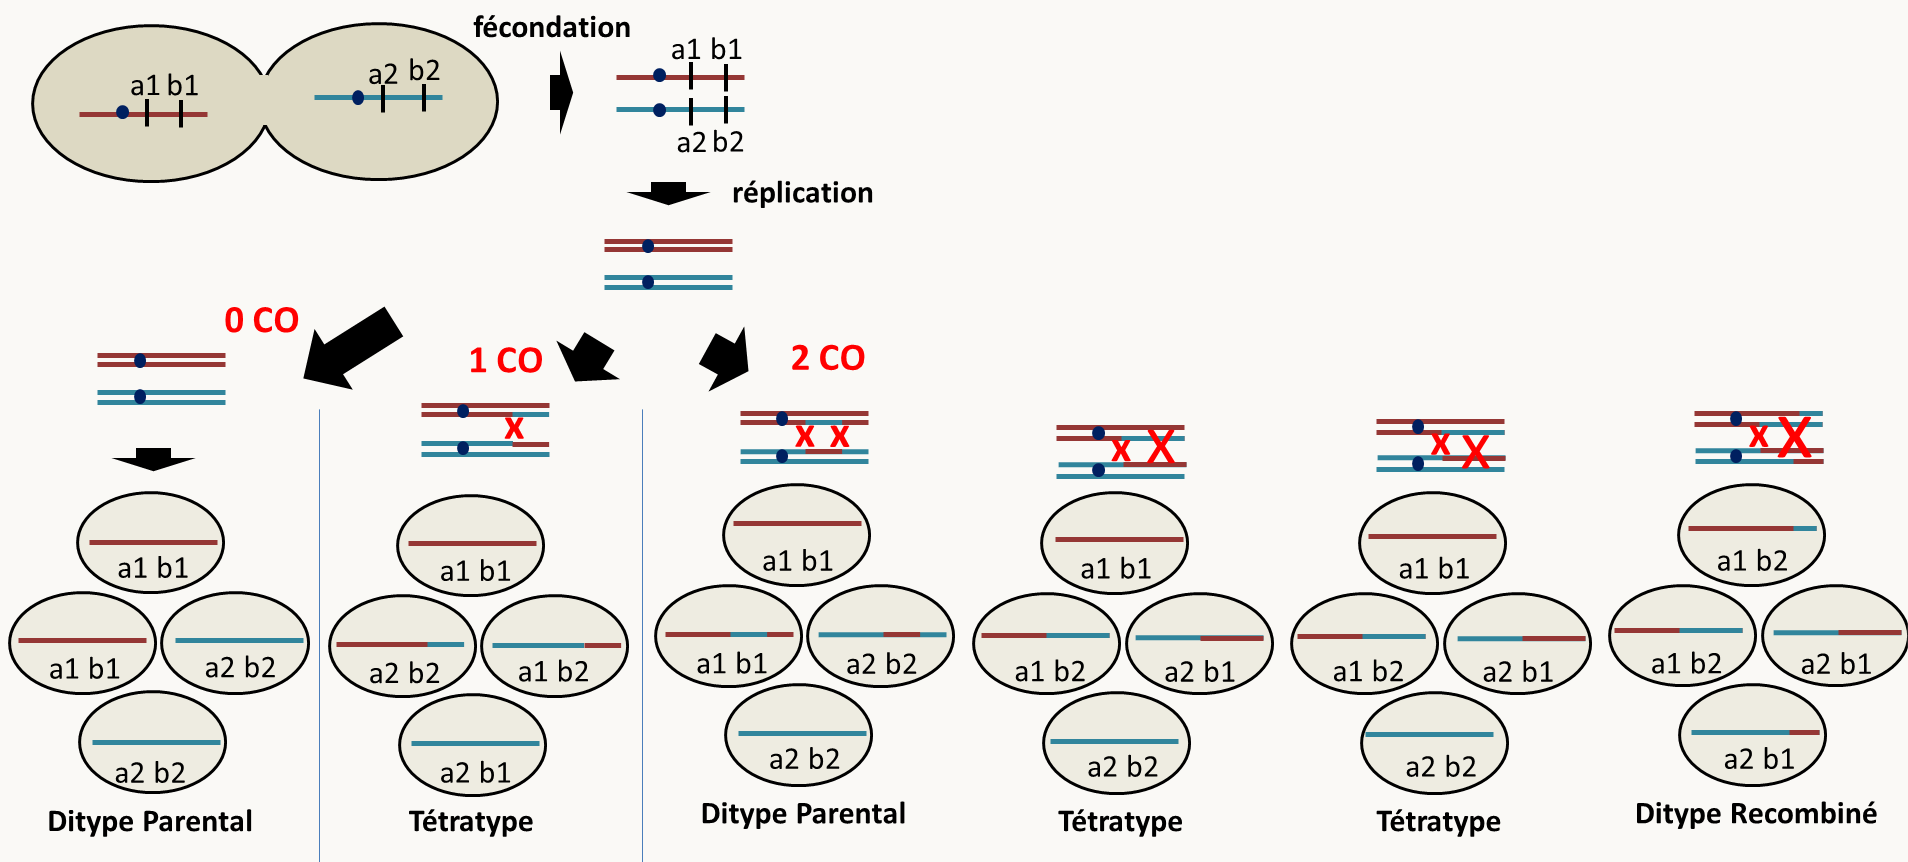 fécondation
a1 b1
a2 b2
a1 b1
a2 b2
réplication
0 CO
1 CO
2 CO
X
X X
X X
X X
X X
a1 b1
a1 b1
a2 b2
a2 b2
Ditype Parental
a1 b1
a2 b2
a1 b2
a2 b1
Tétratype
a1 b1
a1 b1
a2 b2
a2 b2
Ditype Parental
a1 b1
a1 b2
a2 b1
a2 b2
Tétratype
a1 b1
a1 b2
a2 b1
a2 b2
Tétratype
a1 b2
a1 b2
a2 b1
a2 b1
Ditype Recombiné